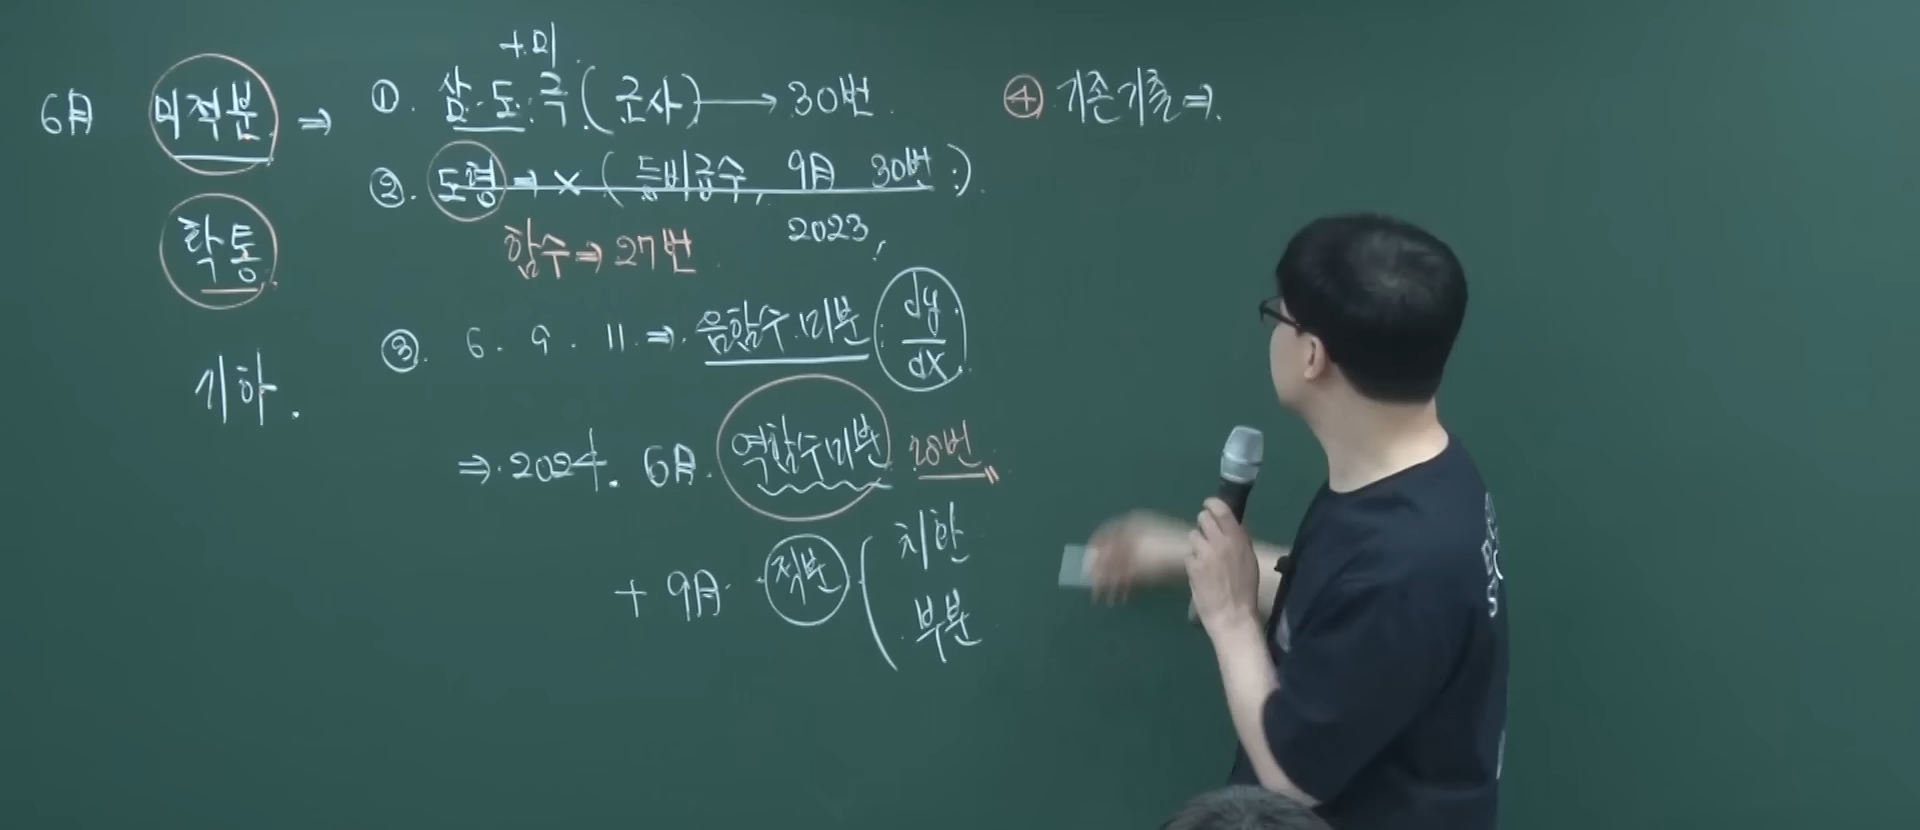 6月 미적분 ⇒ ①. 삼·도·극(근사) → 30번
+미
②. 도형 → × (등비급수, 9月 30번)
2023,
확통
함수 ⇒ 27번
③. 6. 9. 11 ⇒ 음함수 미분 dy/dx
기하.
⇒ 2024. 6月. 역함수미분 28번
+ 9月 적분 ( 치환
부분
④ 기존기출 ⇒